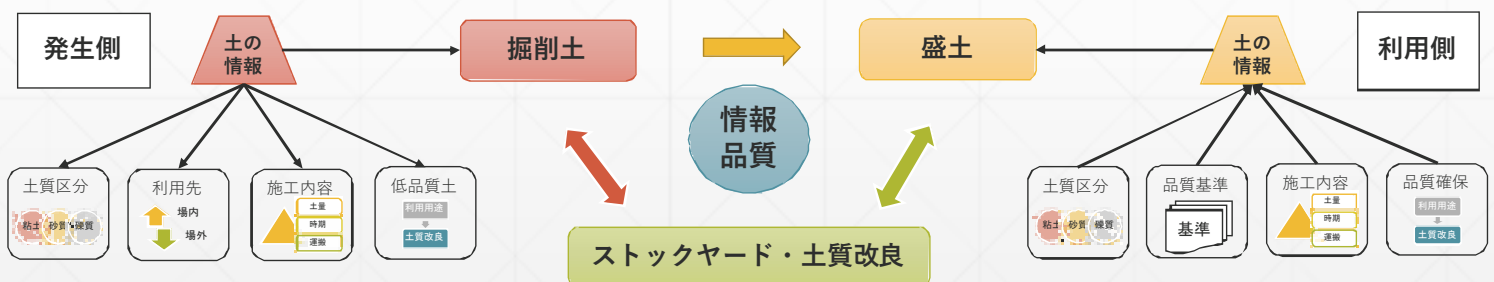 発生側
土の
情報
掘削土
盛土
土の
情報
利用側
情報
品質
土質区分
粘土
砂質
礫質
利用先
場内
場外
施工内容
土量
時期
運搬
低品質土
利用用途
土質改良
ストックヤード・土質改良
土質区分
粘土
砂質
礫質
品質基準
基準
施工内容
土量
時期
運搬
品質確保
利用用途
土質改良